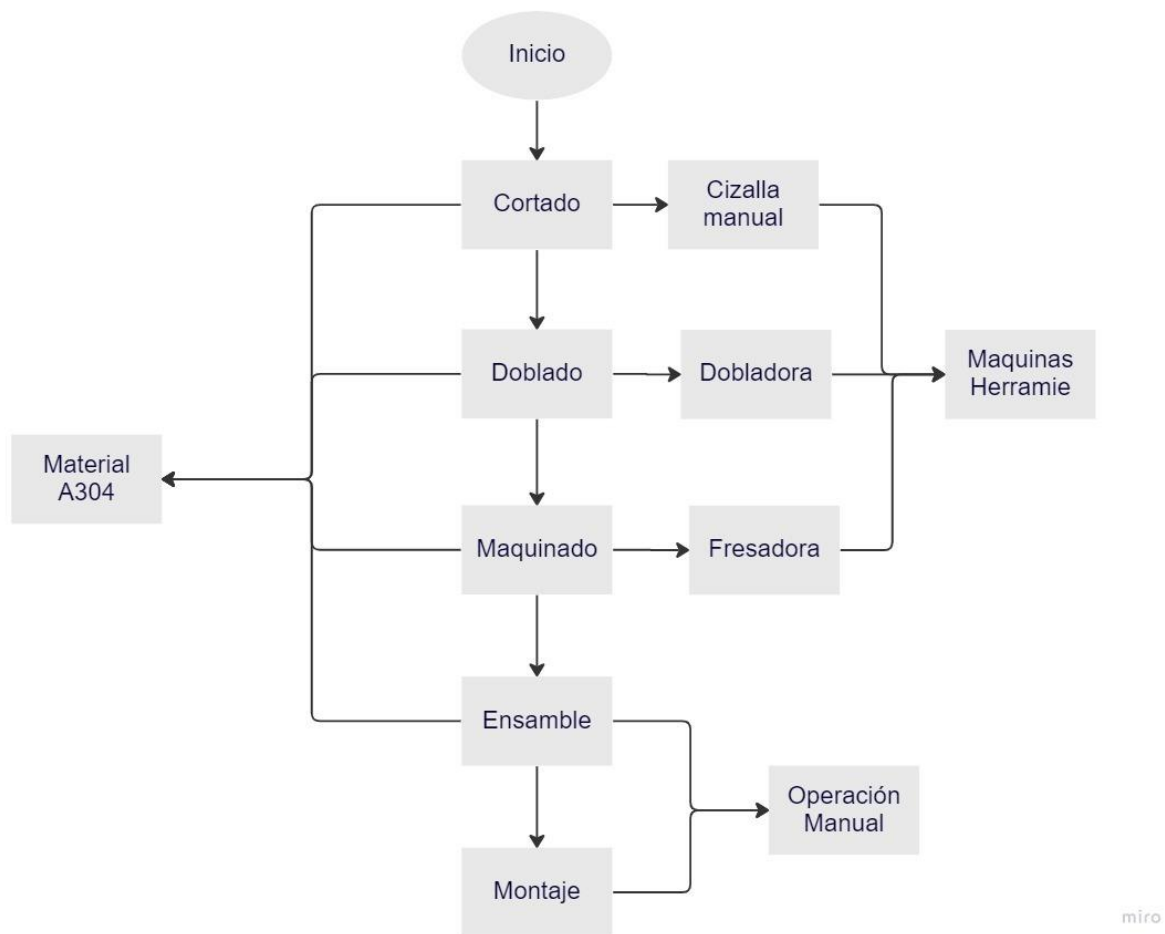 Inicio
Cortado
Cizalla
manual
Doblado
Dobladora
Maquinas
Herramie
Material
A304
Maquinado
Fresadora
Ensamble
Operación
Manual
Montaje
miro